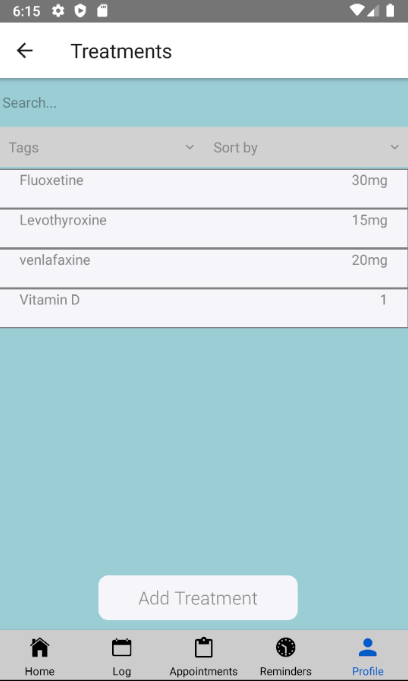 6:15
Treatments
Search...
Tags Sort by
Fluoxetine 30mg
Levothyroxine 15mg
venlafaxine 20mg
Vitamin D 1
Add Treatment
Home Log Appointments Reminders Profile